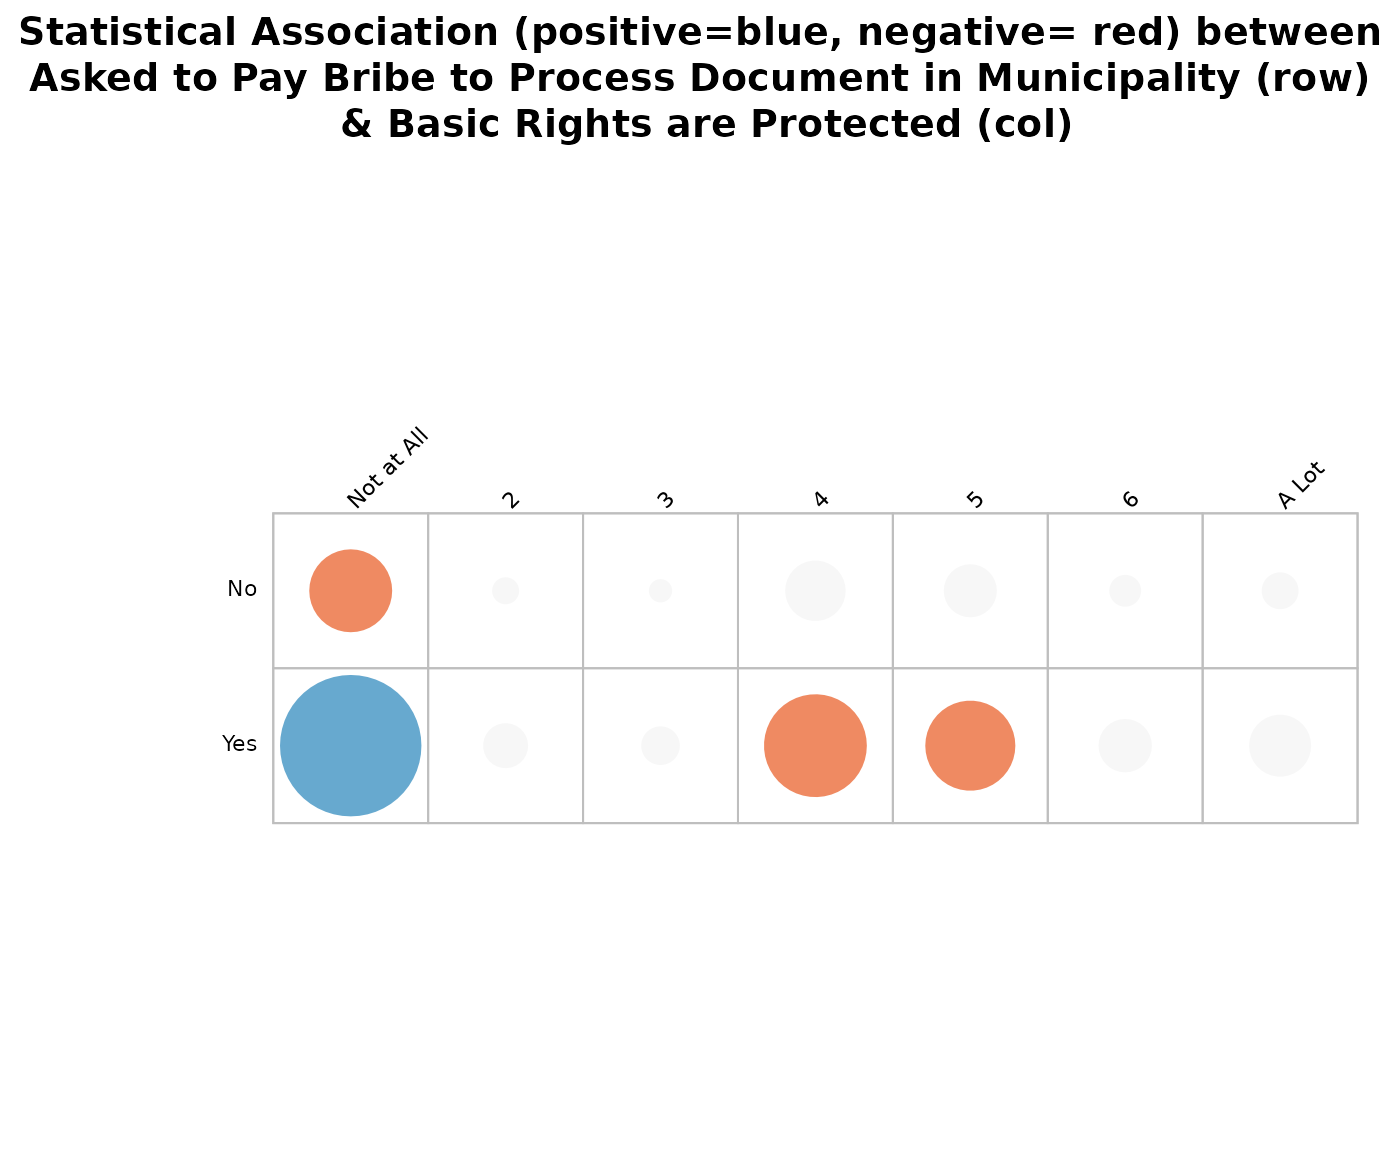 Statistical Association (positive=blue, negative= red) between
Asked to Pay Bribe to Process Document in Municipality (row)
& Basic Rights are Protected (col)
Not at All
2
3
4
5
6
A Lot
No
Yes